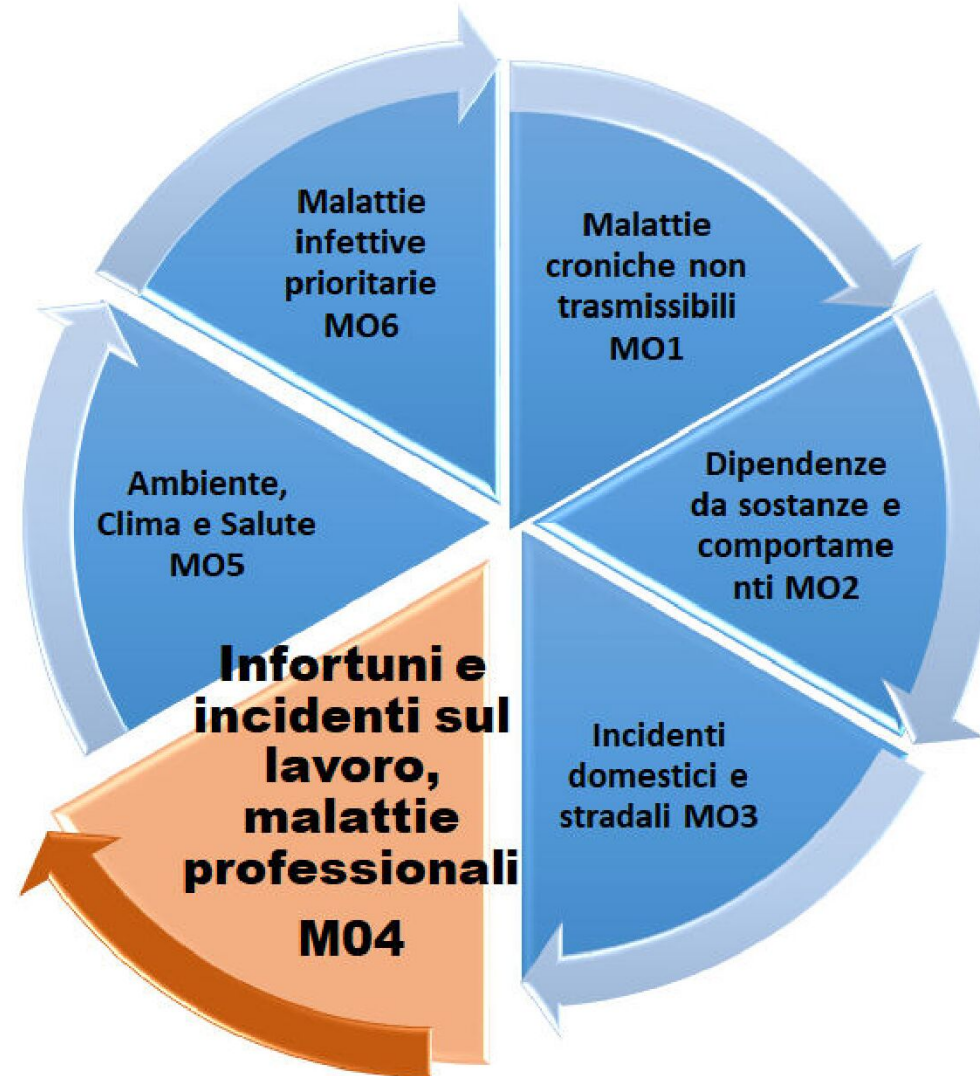 Malattie
croniche non
trasmissibili
MO1
Dipendenze
da sostanze e
comportame
nti MO2
Incidenti
domestici e
stradali MO3
Infortuni e
incidenti sul
lavoro,
malattie
professionali
M04
Ambiente,
Clima e Salute
MO5
Malattie
infettive
prioritarie
MO6